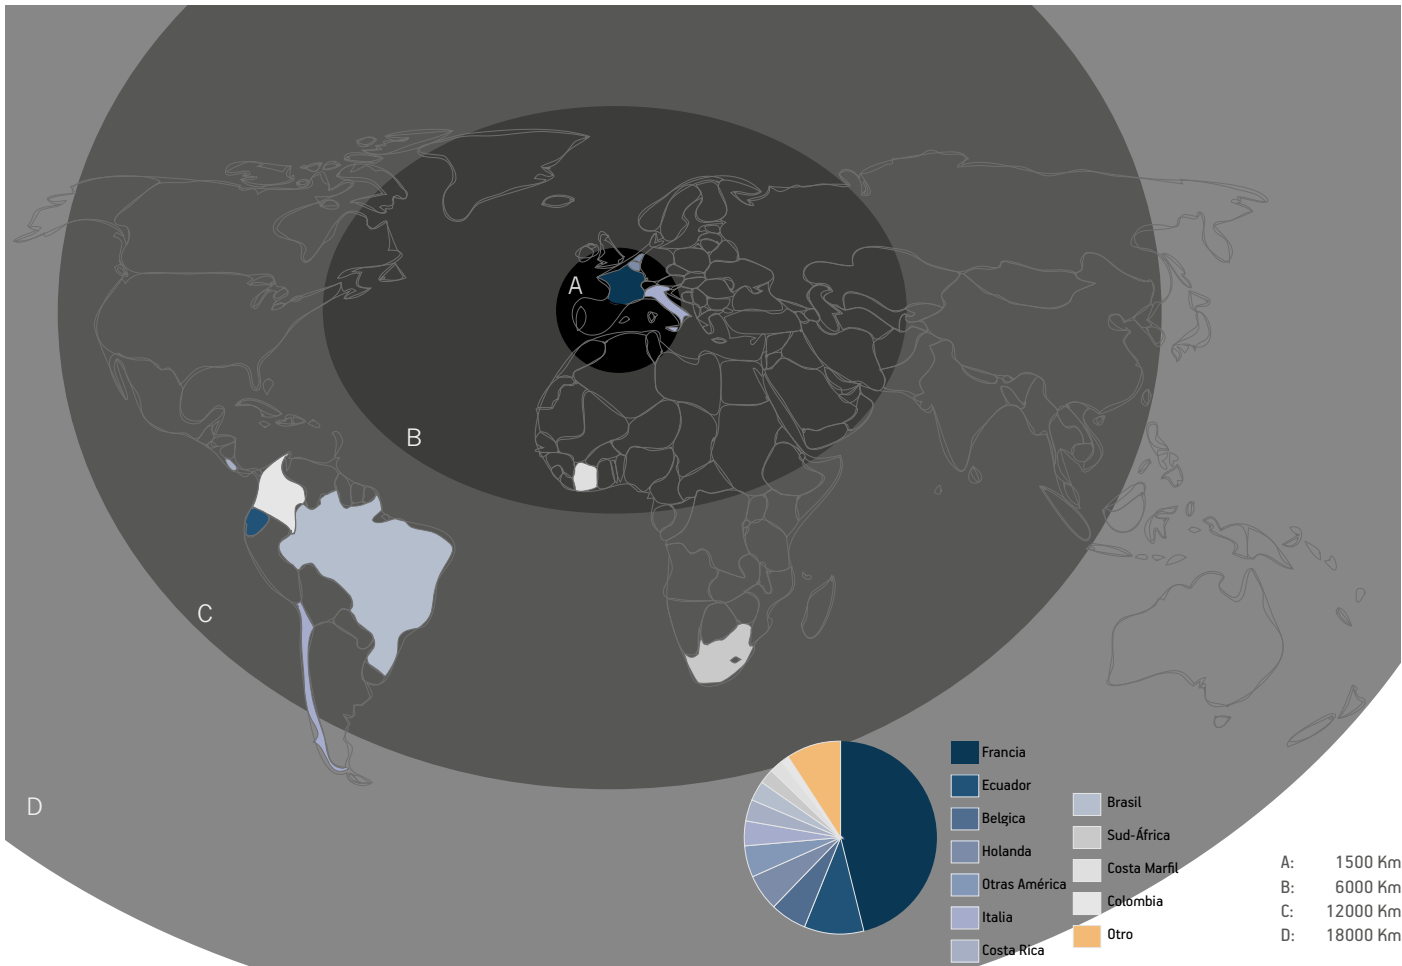 A
B
C
D
Francia
Ecuador
Belgica
Holanda
Otras América
Italia
Costa Rica
Brasil
Sud-África
Costa Marfil
Colombia
Otro
A: 1500 Km
B: 6000 Km
C: 12000 Km
D: 18000 Km